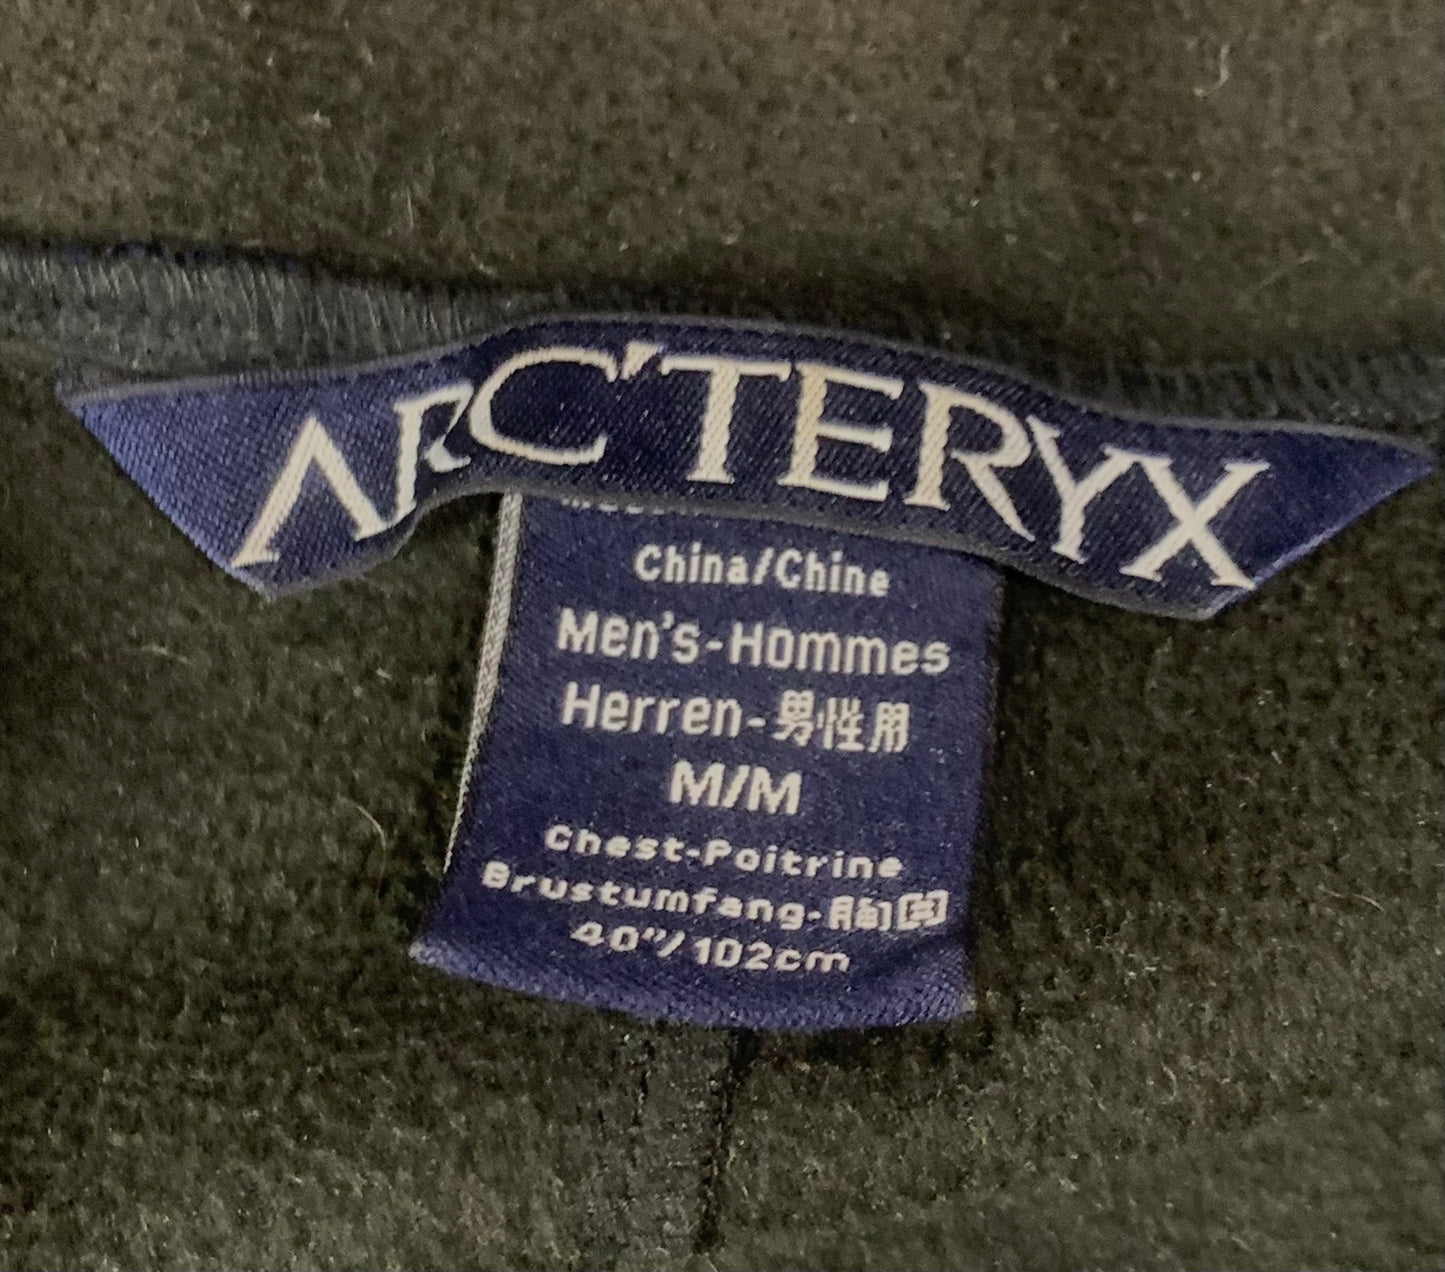 ARC'TERYX
China/Chine
Men's-Hommes
Herren-男性用
M/M
Chest-Poitrine
Brustumfang-胸囲
40"/102cm